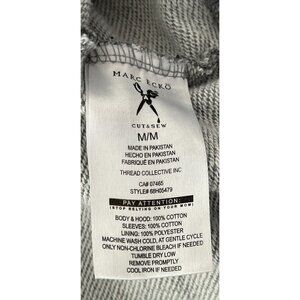 MARC ECKŌ
CUT&SEW
M/M
MADE IN PAKISTAN
HECHO EN PAKISTAN
FABRIQUÉ EN PAKISTAN
THREAD COLLECTIVE INC
CA# 07465
STYLE# 68H05479
PAY ATTENTION:
(STOP RELYING ON YOUR MOM)
BODY & HOOD: 100% COTTON
SLEEVES: 100% COTTON
LINING: 100% POLYESTER
MACHINE WASH COLD, AT GENTLE CYCLE
ONLY NON-CHLORINE BLEACH IF NEEDED
TUMBLE DRY LOW
REMOVE PROMPTLY
COOL IRON IF NEEDED